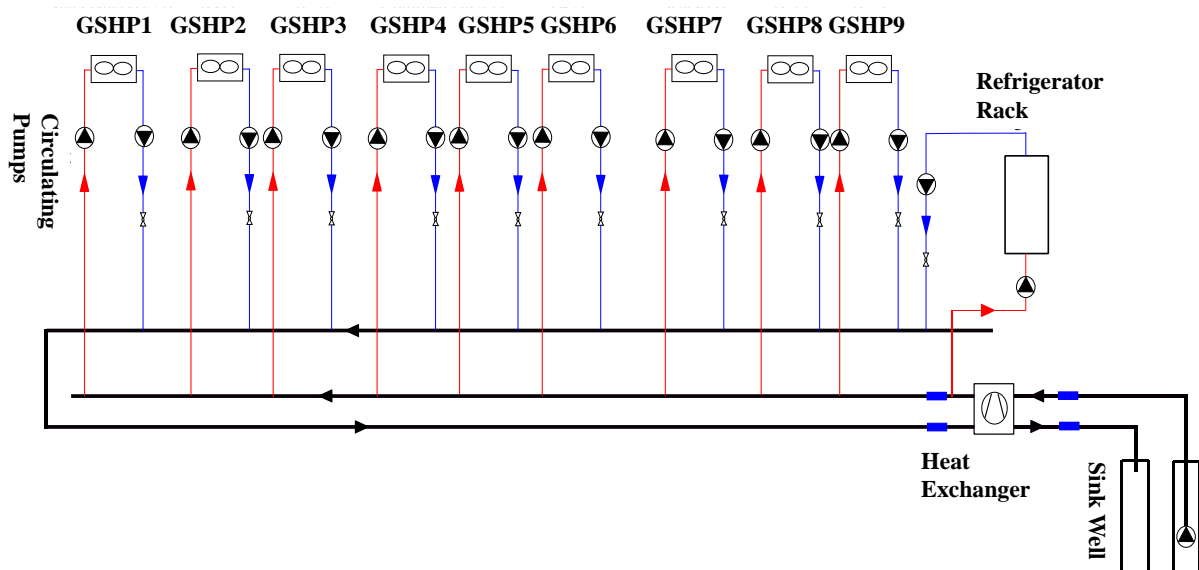 GSHP1 GSHP2 GSHP3 GSHP4 GSHP5 GSHP6 GSHP7 GSHP8 GSHP9
Refrigerator
Rack
Circulating
Pumps
Heat
Exchanger
Sink Well